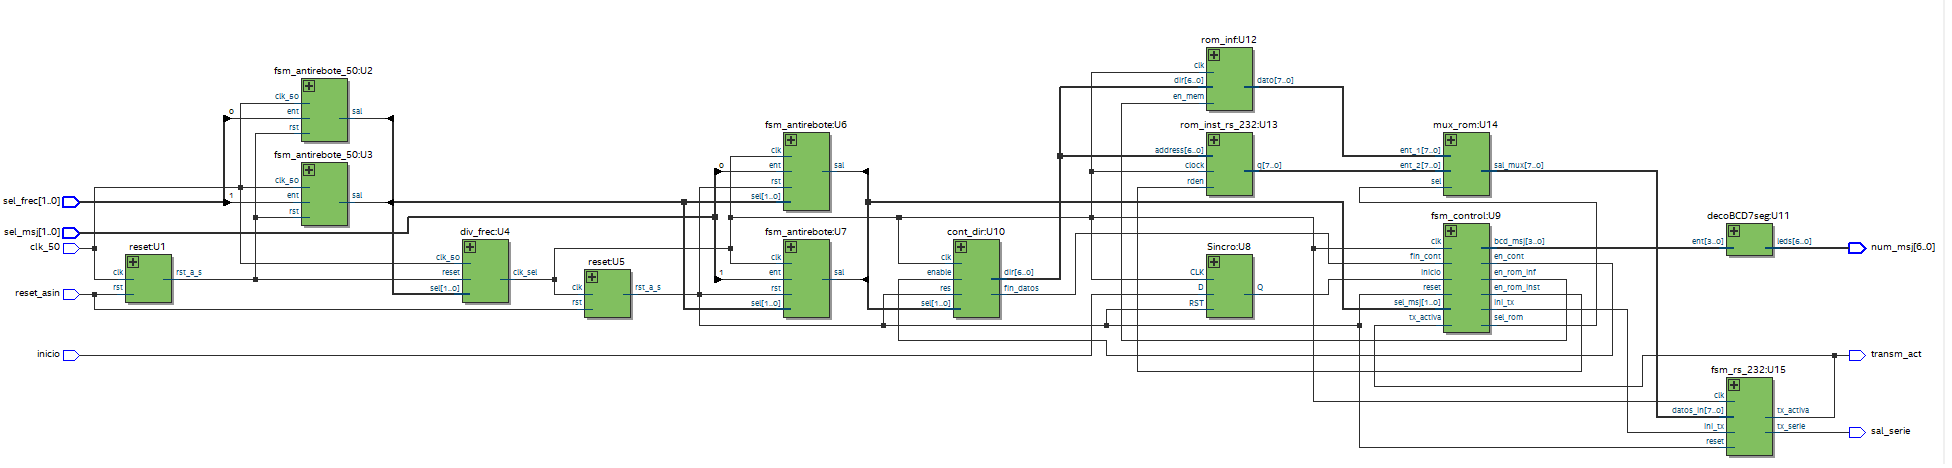 sel_frec[1..0]
sel_msj[1..0]
clk_50
reset_asin
inicio
reset:U1
clk
rst
rst_a_s
fsm_antirebote_50:U2
clk_50
ent
rst
sal
0
fsm_antirebote_50:U3
clk_50
ent
rst
sal
1
div_frec:U4
clk_50
reset
sel[1..0]
clk_sel
reset:U5
clk
rst
rst_a_s
fsm_antirebote:U6
clk
ent
rst
sel[1..0]
sal
0
fsm_antirebote:U7
clk
ent
rst
sel[1..0]
sal
1
cont_dir:U10
clk
enable
res
sel[1..0]
dir[6..0]
fin_datos
rom_inf:U12
clk
dir[6..0]
en_mem
dato[7..0]
rom_inst_rs_232:U13
address[6..0]
clock
rden
q[7..0]
Sincro:U8
CLK
D
RST
Q
mux_rom:U14
ent_1[7..0]
ent_2[7..0]
sel
sal_mux[7..0]
fsm_control:U9
clk
fin_cont
inicio
reset
sel_msj[1..0]
tx_activa
bcd_msj[3..0]
en_cont
en_rom_inf
en_rom_inst
ini_tx
sel_rom
decoBCD7seg:U11
ent[3..0]
leds[6..0]
fsm_rs_232:U15
clk
datos_in[7..0]
ini_tx
reset
tx_activa
tx_serie
num_msj[6..0]
transm_act
sal_serie